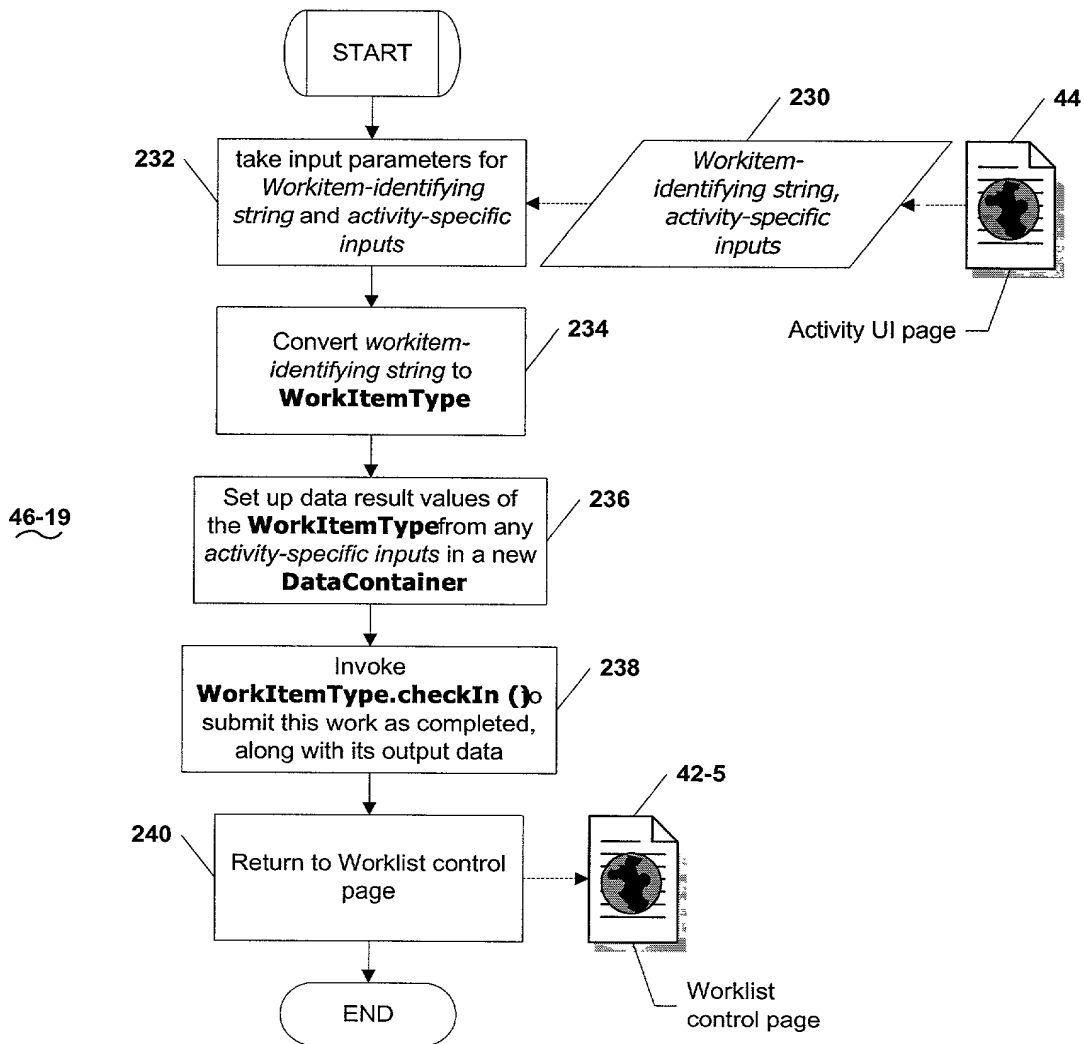 START
230
44
232
take input parameters for
Workitem-identifying
string and activity-specific
inputs
Workitem-
identifying string,
activity-specific
inputs
Activity UI page
234
Convert workitem-
identifying string to
WorkItemType
46-19
236
Set up data result values of
the WorkItemType from any
activity-specific inputs in a new
DataContainer
238
Invoke
WorkItemType.checkIn () to
submit this work as completed,
along with its output data
42-5
240
Return to Worklist control
page
END
Worklist
control page